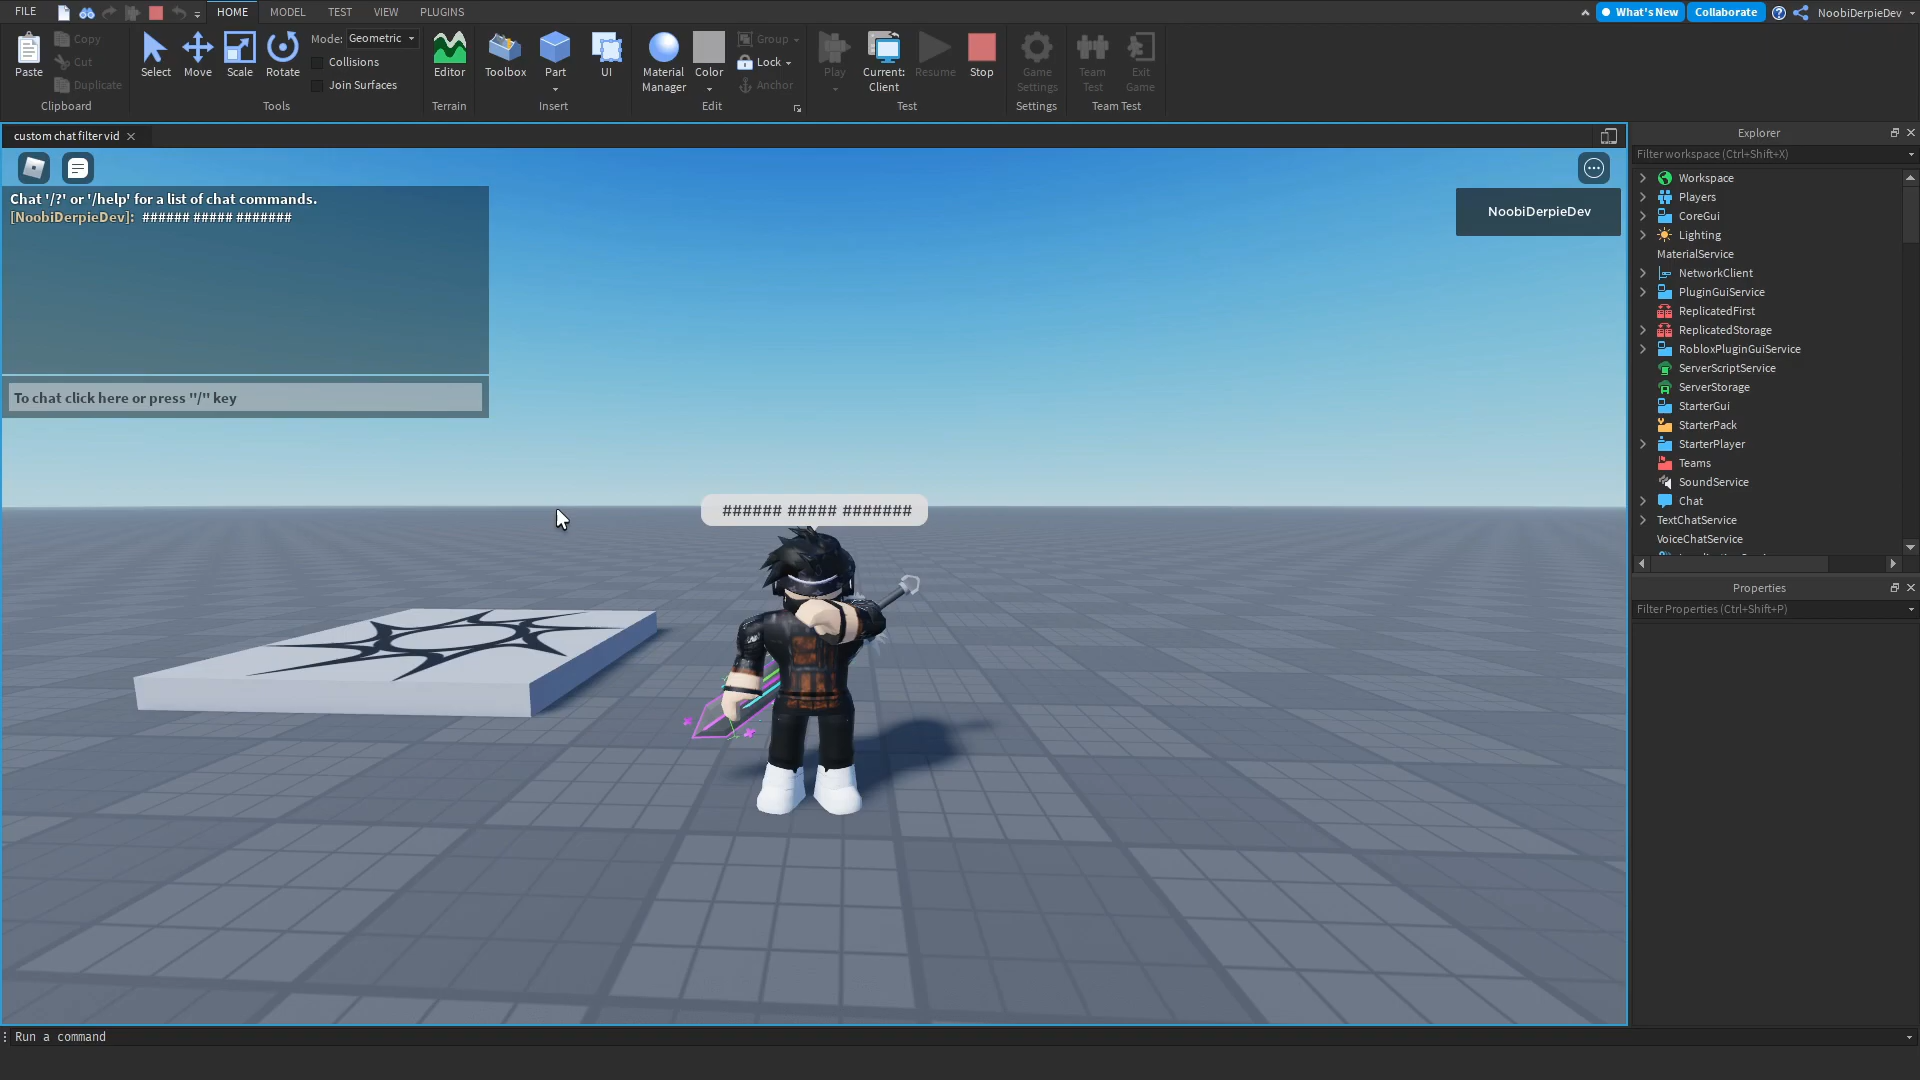 FILE
HOME
MODEL
TEST
VIEW
PLUGINS
What's New
Collaborate
NoobiDerpieDev
Paste
Copy
Cut
Duplicate
Clipboard
Select
Move
Scale
Rotate
Mode: Geometric
Collisions
Join Surfaces
Tools
Editor
Terrain
Toolbox
Part
UI
Insert
Material Manager
Color
Group
Lock
Anchor
Edit
Play
Current: Client
Resume
Stop
Test
Game Settings
Settings
Team Test
Exit Game
Team Test
custom chat filter vid
Chat '/?' or '/help' for a list of chat commands.
[NoobiDerpieDev]: ###### ##### #######
To chat click here or press "/" key
NoobiDerpieDev
###### ##### #######
Explorer
Filter workspace (Ctrl+Shift+X)
Workspace
Players
CoreGui
Lighting
MaterialService
NetworkClient
PluginGuiService
ReplicatedFirst
ReplicatedStorage
RobloxPluginGuiService
ServerScriptService
ServerStorage
StarterGui
StarterPack
StarterPlayer
Teams
SoundService
Chat
TextChatService
VoiceChatService
Properties
Filter Properties (Ctrl+Shift+P)
Run a command